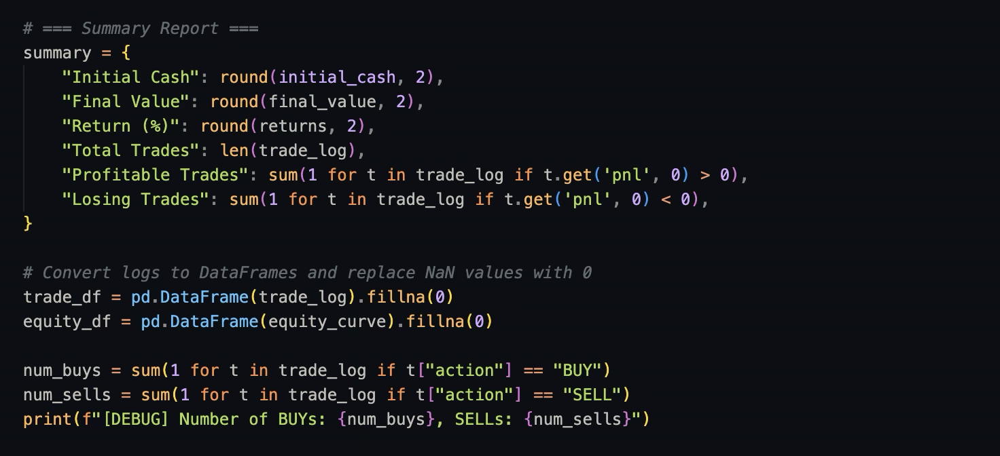 # === Summary Report ===
summary = {
    "Initial Cash": round(initial_cash, 2),
    "Final Value": round(final_value, 2),
    "Return (%)": round(returns, 2),
    "Total Trades": len(trade_log),
    "Profitable Trades": sum(1 for t in trade_log if t.get('pnl', 0) > 0),
    "Losing Trades": sum(1 for t in trade_log if t.get('pnl', 0) < 0),
}
# Convert logs to DataFrames and replace NaN values with 0
trade_df = pd.DataFrame(trade_log).fillna(0)
equity_df = pd.DataFrame(equity_curve).fillna(0)
num_buys = sum(1 for t in trade_log if t["action"] == "BUY")
num_sells = sum(1 for t in trade_log if t["action"] == "SELL")
print(f"[DEBUG] Number of BUYs: {num_buys}, SELLs: {num_sells}")